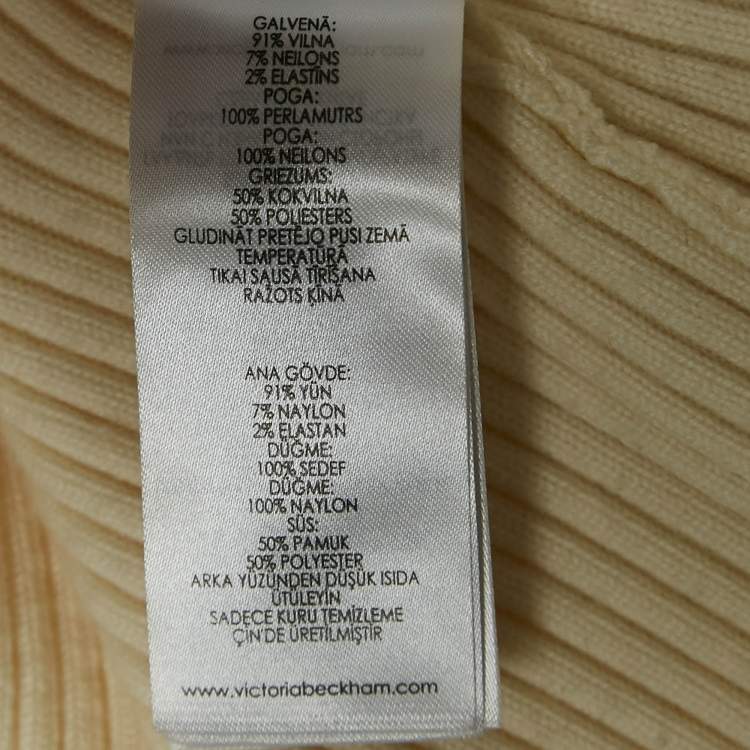 GALVENĀ:
91% VILNA
7% NEILONS
2% ELASTĪNS
POGA:
100% PERLAMUTRS
POGA:
100% NEILONS
GRIEZUMS:
50% KOKVILNA
50% POLIESTERS
GLUDINĀT PRETĒJO PUSI ZEMĀ
TEMPERATŪRĀ
TIKAI SAUSĀ TĪRĪŠANA
RAŽOTS ĶĪNĀ
ANA GÖVDE:
91% YÜN
7% NAYLON
2% ELASTAN
DÜĞME:
100% SEDEF
DÜĞME:
100% NAYLON
SÜS:
50% PAMUK
50% POLYESTER
ARKA YÜZÜNDEN DÜŞÜK ISIDA
ÜTÜLEYIN
SADECE KURU TEMİZLEME
ÇİN'DE ÜRETİLMİŞTİR
www.victoriabeckham.com